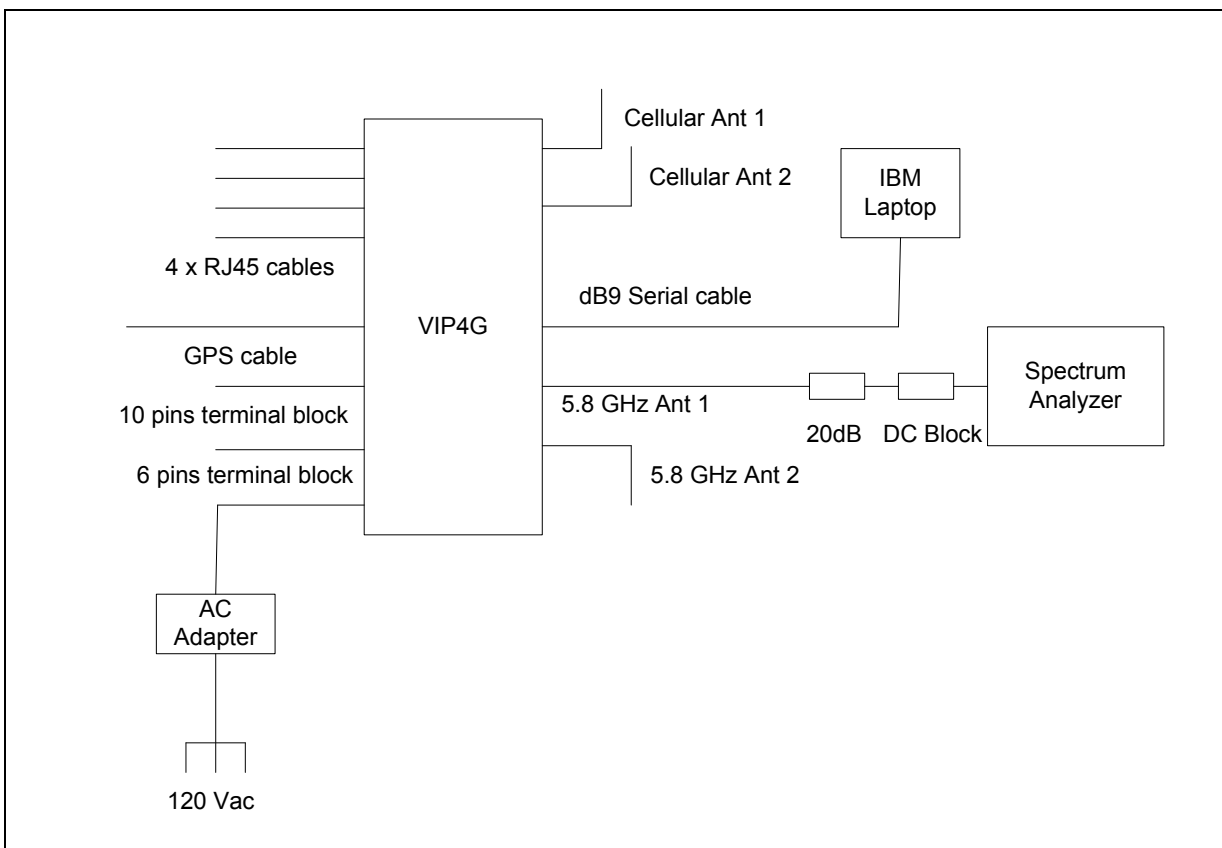 Cellular Ant 1
Cellular Ant 2
IBM
Laptop
4 x RJ45 cables
dB9 Serial cable
VIP4G
GPS cable
Spectrum
Analyzer
10 pins terminal block
5.8 GHz Ant 1
20dB
DC Block
6 pins terminal block
5.8 GHz Ant 2
AC
Adapter
120 Vac